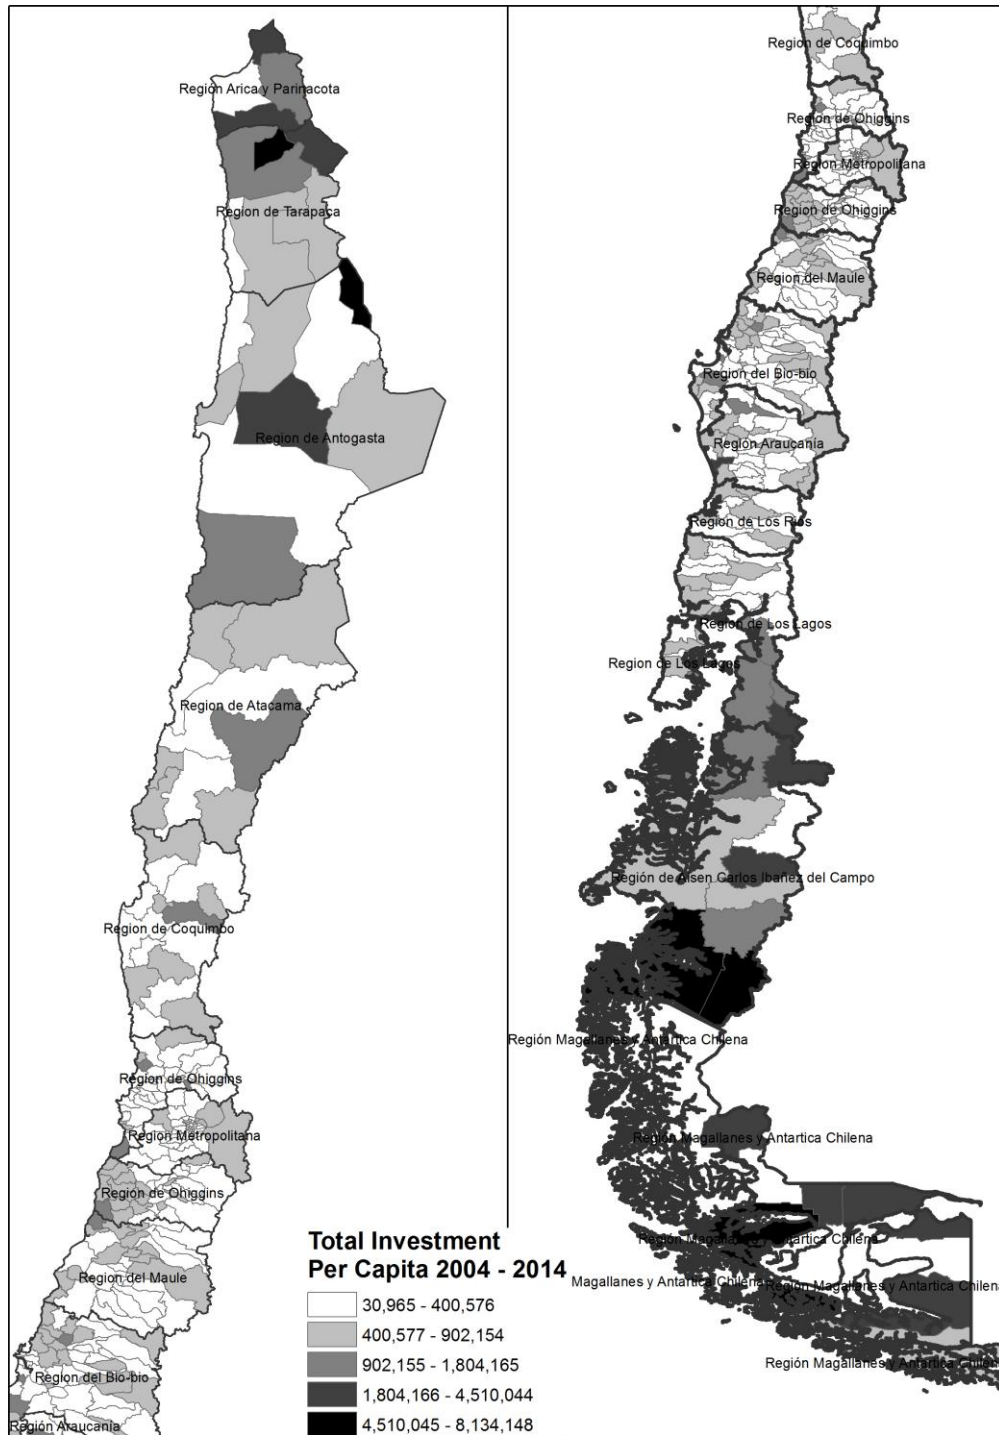 Región Arica y Parinacota
Region de Tarapaca
Region de Antogasta
Region de Atacama
Region de Coquimbo
Region de Ohiggins
Region Metropolitana
Region de Ohiggins
Region del Maule
Region del Bio-bio
Región Araucanía
Total Investment
Per Capita 2004 - 2014
30,965 - 400,576
400,577 - 902,154
902,155 - 1,804,165
1,804,166 - 4,510,044
4,510,045 - 8,134,148
Region de Coquimbo
Region de Ohiggins
Region Metropolitana
Region de Ohiggins
Region del Maule
Region del Bio-bio
Región Araucanía
Region de Los Rios
Region de Los Lagos
Region de Los Lagos
Región de Aisen Carlos Ibañez del Campo
Región Magallanes y Antartica Chilena
Región Magallanes y Antartica Chilena
Región Magallanes y Antartica Chilena
Magallanes y Antartica Chilena
Región Magallanes y Antartica Chilena
Región Magallanes y Antartica Chilena